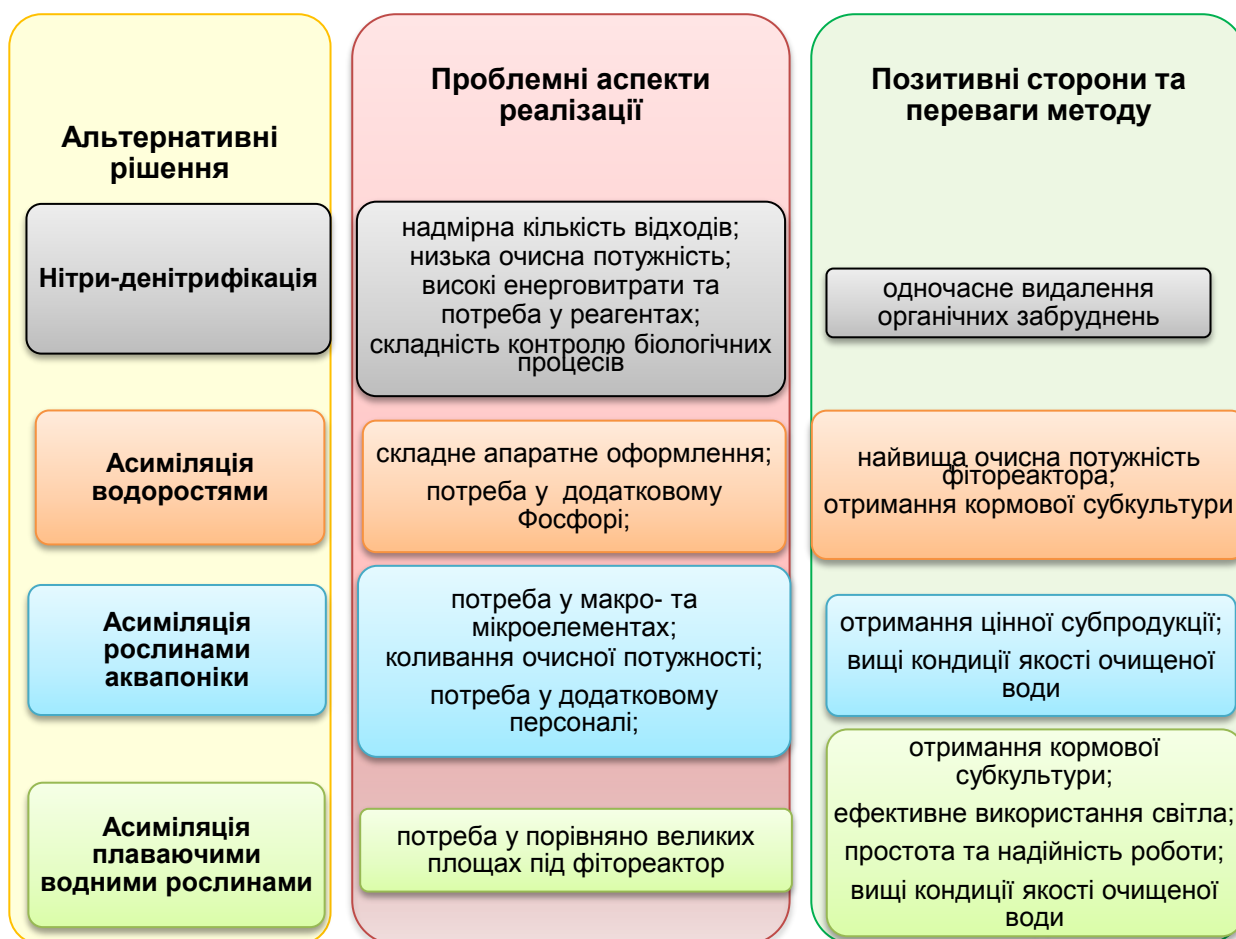 Альтернативні
рішення
Проблемні аспекти
реалізації
Позитивні сторони та
переваги методу
Нітри-денітрифікація
надмірна кількість відходів;
низька очисна потужність;
високі енерговитрати та
потреба у реагентах;
складність контролю біологічних
процесів
одночасне видалення
органічних забруднень
Асиміляція
водоростями
складне апаратне оформлення;
потреба у додатковому
Фосфорі;
найвища очисна потужність
фітореактора;
отримання кормової субкультури
Асиміляція
рослинами
аквапоніки
потреба у макро- та
мікроелементах;
коливання очисної потужності;
потреба у додатковому
персоналі;
отримання цінної субпродукції;
вищі кондиції якості очищеної
води
Асиміляція
плаваючими
водними рослинами
потреба у порівняно великих
площах під фітореактор
отримання кормової
субкультури;
ефективне використання світла;
простота та надійність роботи;
вищі кондиції якості очищеної
води